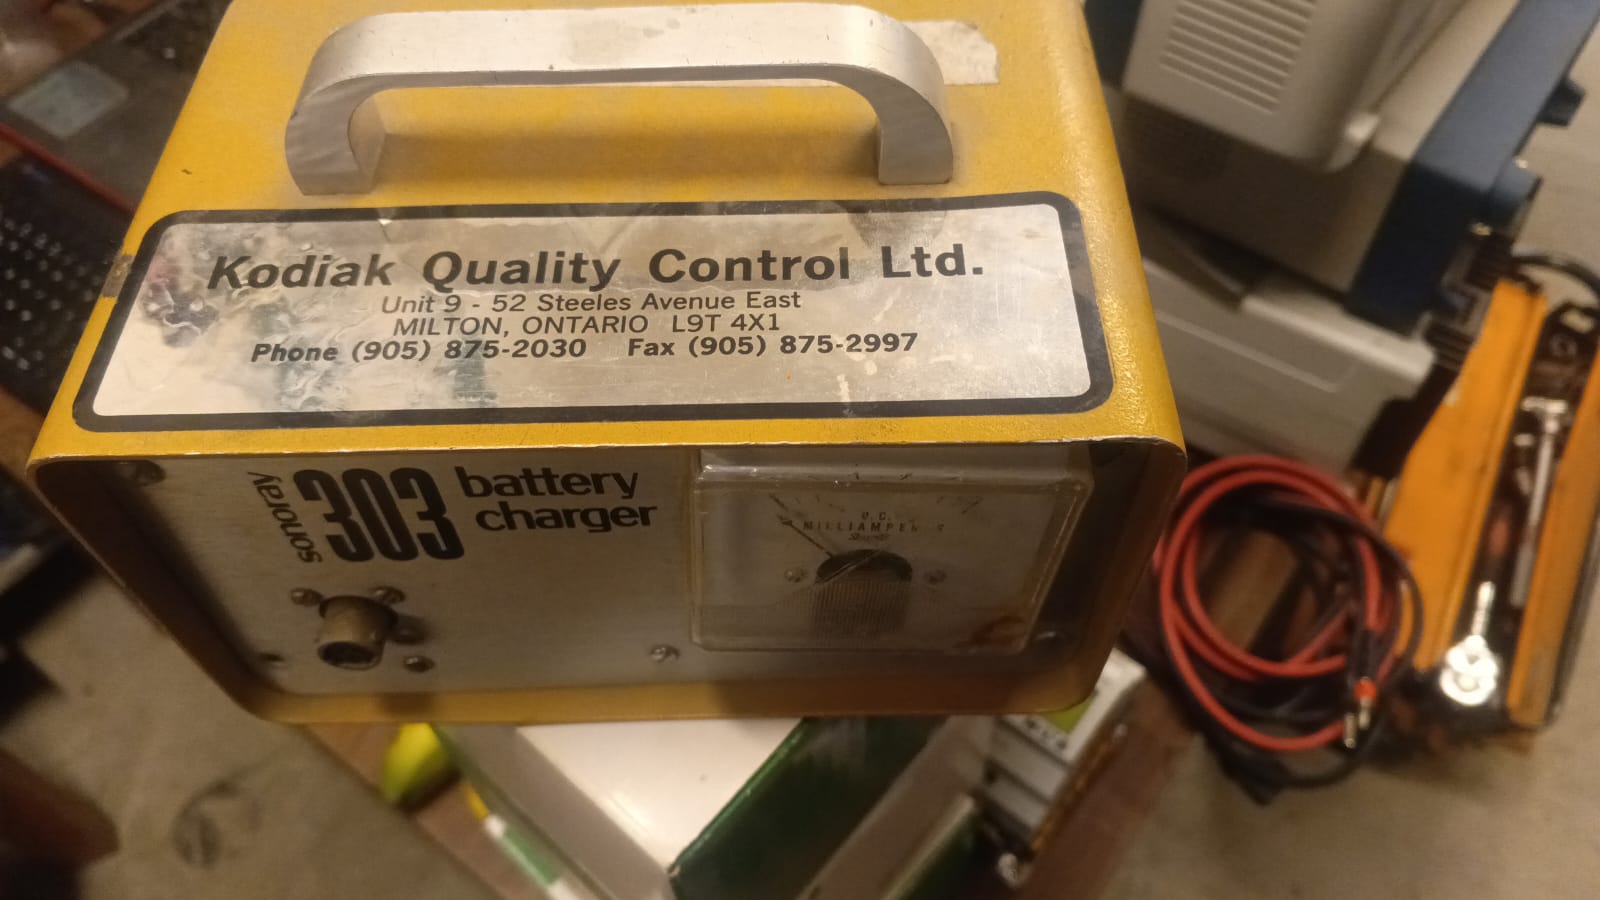 Kodiak Quality Control Ltd.
Unit 9 - 52 Steeles Avenue East
MILTON, ONTARIO L9T 4X1
Phone (905) 875-2030 Fax (905) 875-2997
sonoray
303
battery
charger
D.C.
MILLIAMPERES